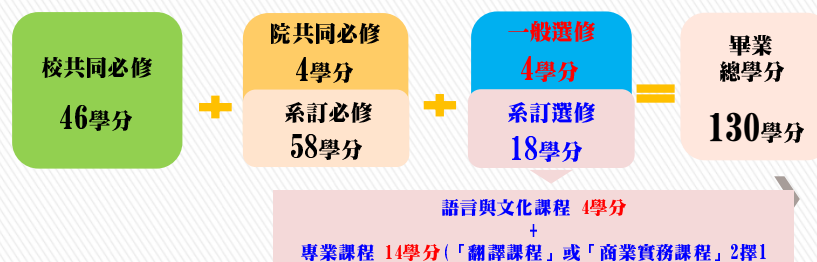 校共同必修
46學分
+
院共同必修
4學分
系訂必修
58學分
+
一般選修
4學分
系訂選修
18學分
=
畢業
總學分
130學分
語言與文化課程 4學分
+
專業課程 14學分(「翻譯課程」或「商業實務課程」2擇1